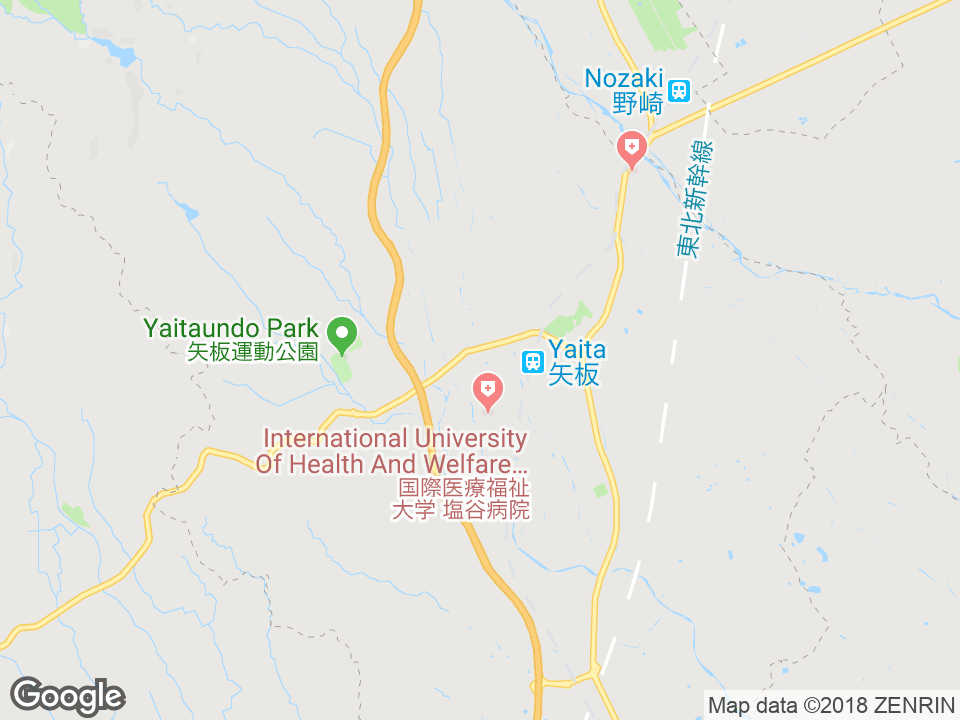 Nozaki
野崎
東北新幹線
Yaitaundo Park
矢板運動公園
Yaita
矢板
International University
Of Health And Welfare...
国際医療福祉
大学 塩谷病院
Google
Map data ©2018 ZENRIN